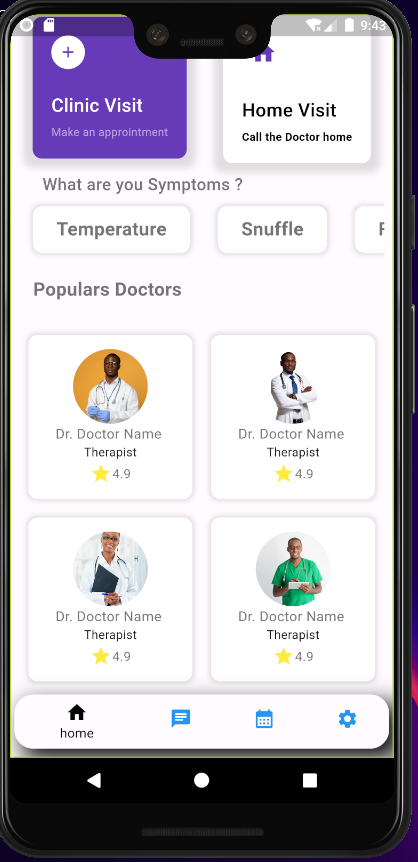 9:43
Clinic Visit
Make an appointment
Home Visit
Call the Doctor home
What are you Symptoms ?
Temperature
Snuffle
Populars Doctors
Dr. Doctor Name
Therapist
4.9
Dr. Doctor Name
Therapist
4.9
Dr. Doctor Name
Therapist
4.9
Dr. Doctor Name
Therapist
4.9
home